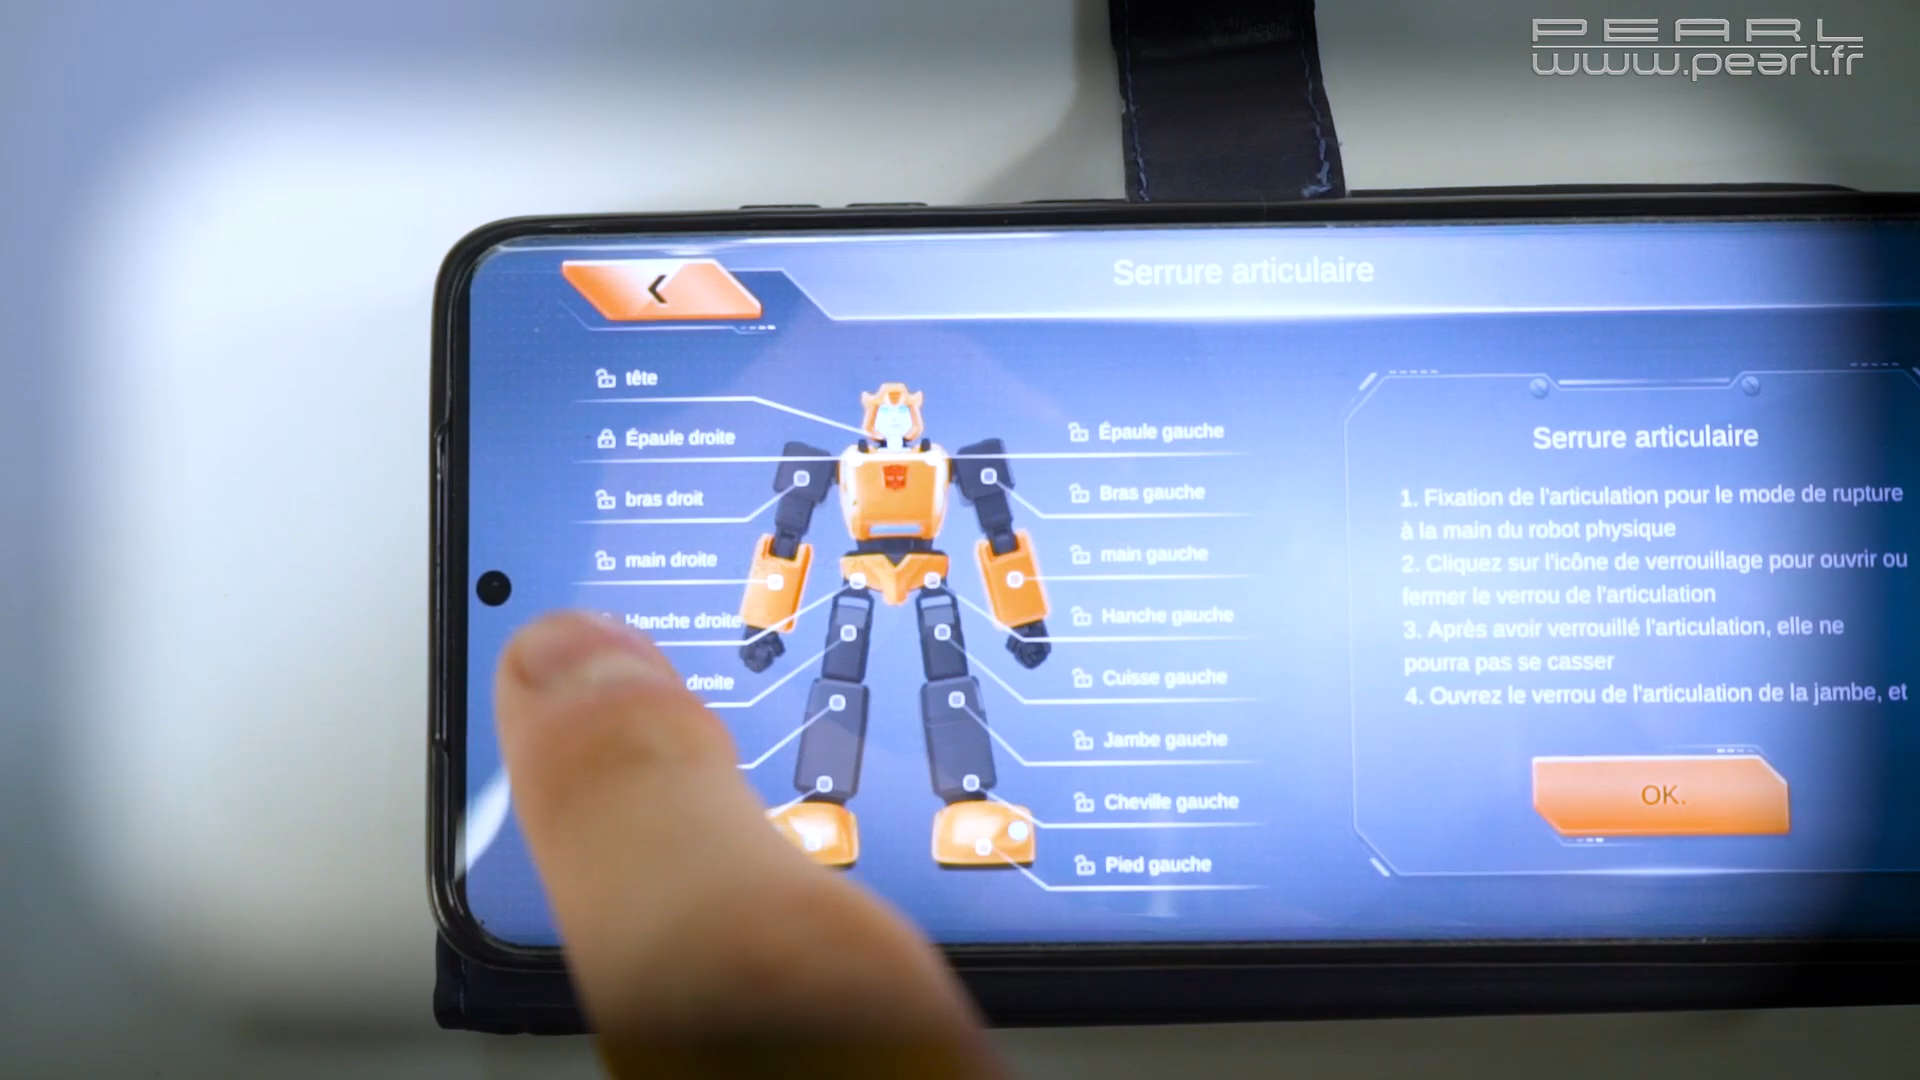 PEARL
www.pearl.fr
Serrure articulaire
tête
Épaule droite
bras droit
main droite
Hanche droite
droite
Épaule gauche
Bras gauche
main gauche
Hanche gauche
Cuisse gauche
Jambe gauche
Cheville gauche
Pied gauche
Serrure articulaire
1. Fixation de l'articulation pour le mode de rupture
à la main du robot physique
2. Cliquez sur l'icône de verrouillage pour ouvrir ou
fermer le verrou de l'articulation
3. Après avoir verrouillé l'articulation, elle ne
pourra pas se casser
4. Ouvrez le verrou de l'articulation de la jambe, et
OK.